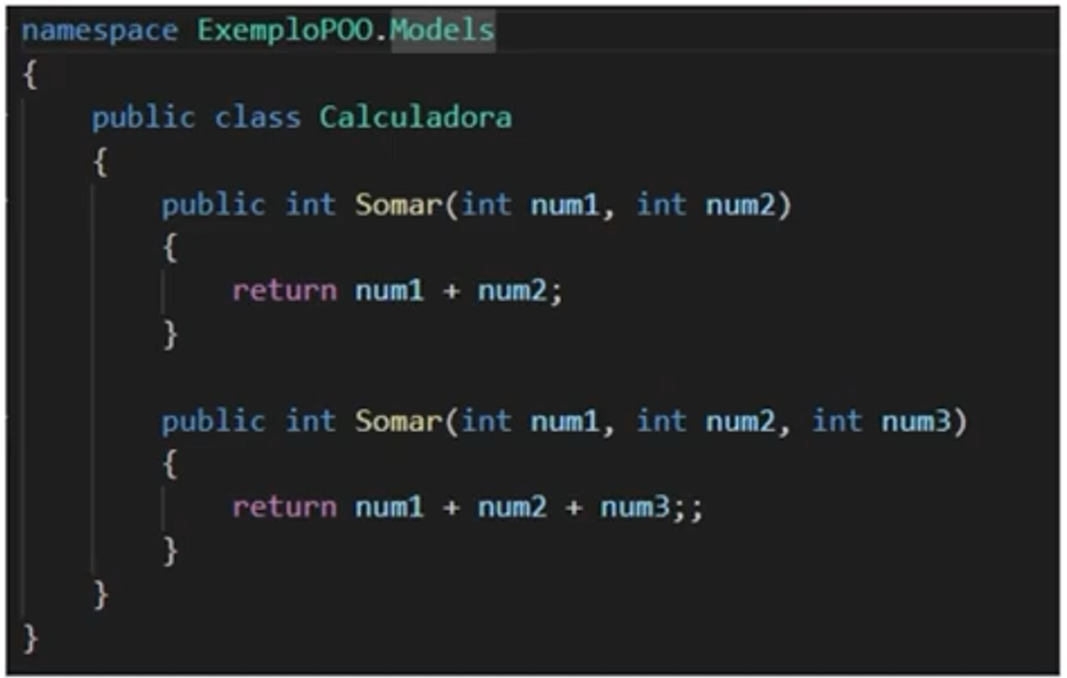 namespace ExemploPOO.Models
{
    public class Calculadora
    {
        public int Somar(int num1, int num2)
        {
            return num1 + num2;
        }

        public int Somar(int num1, int num2, int num3)
        {
            return num1 + num2 + num3;;
        }
    }
}